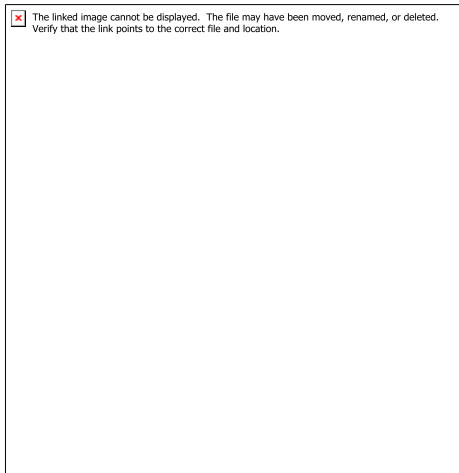 The linked image cannot be displayed.  The file may have been moved, renamed, or deleted.
Verify that the link points to the correct file and location.